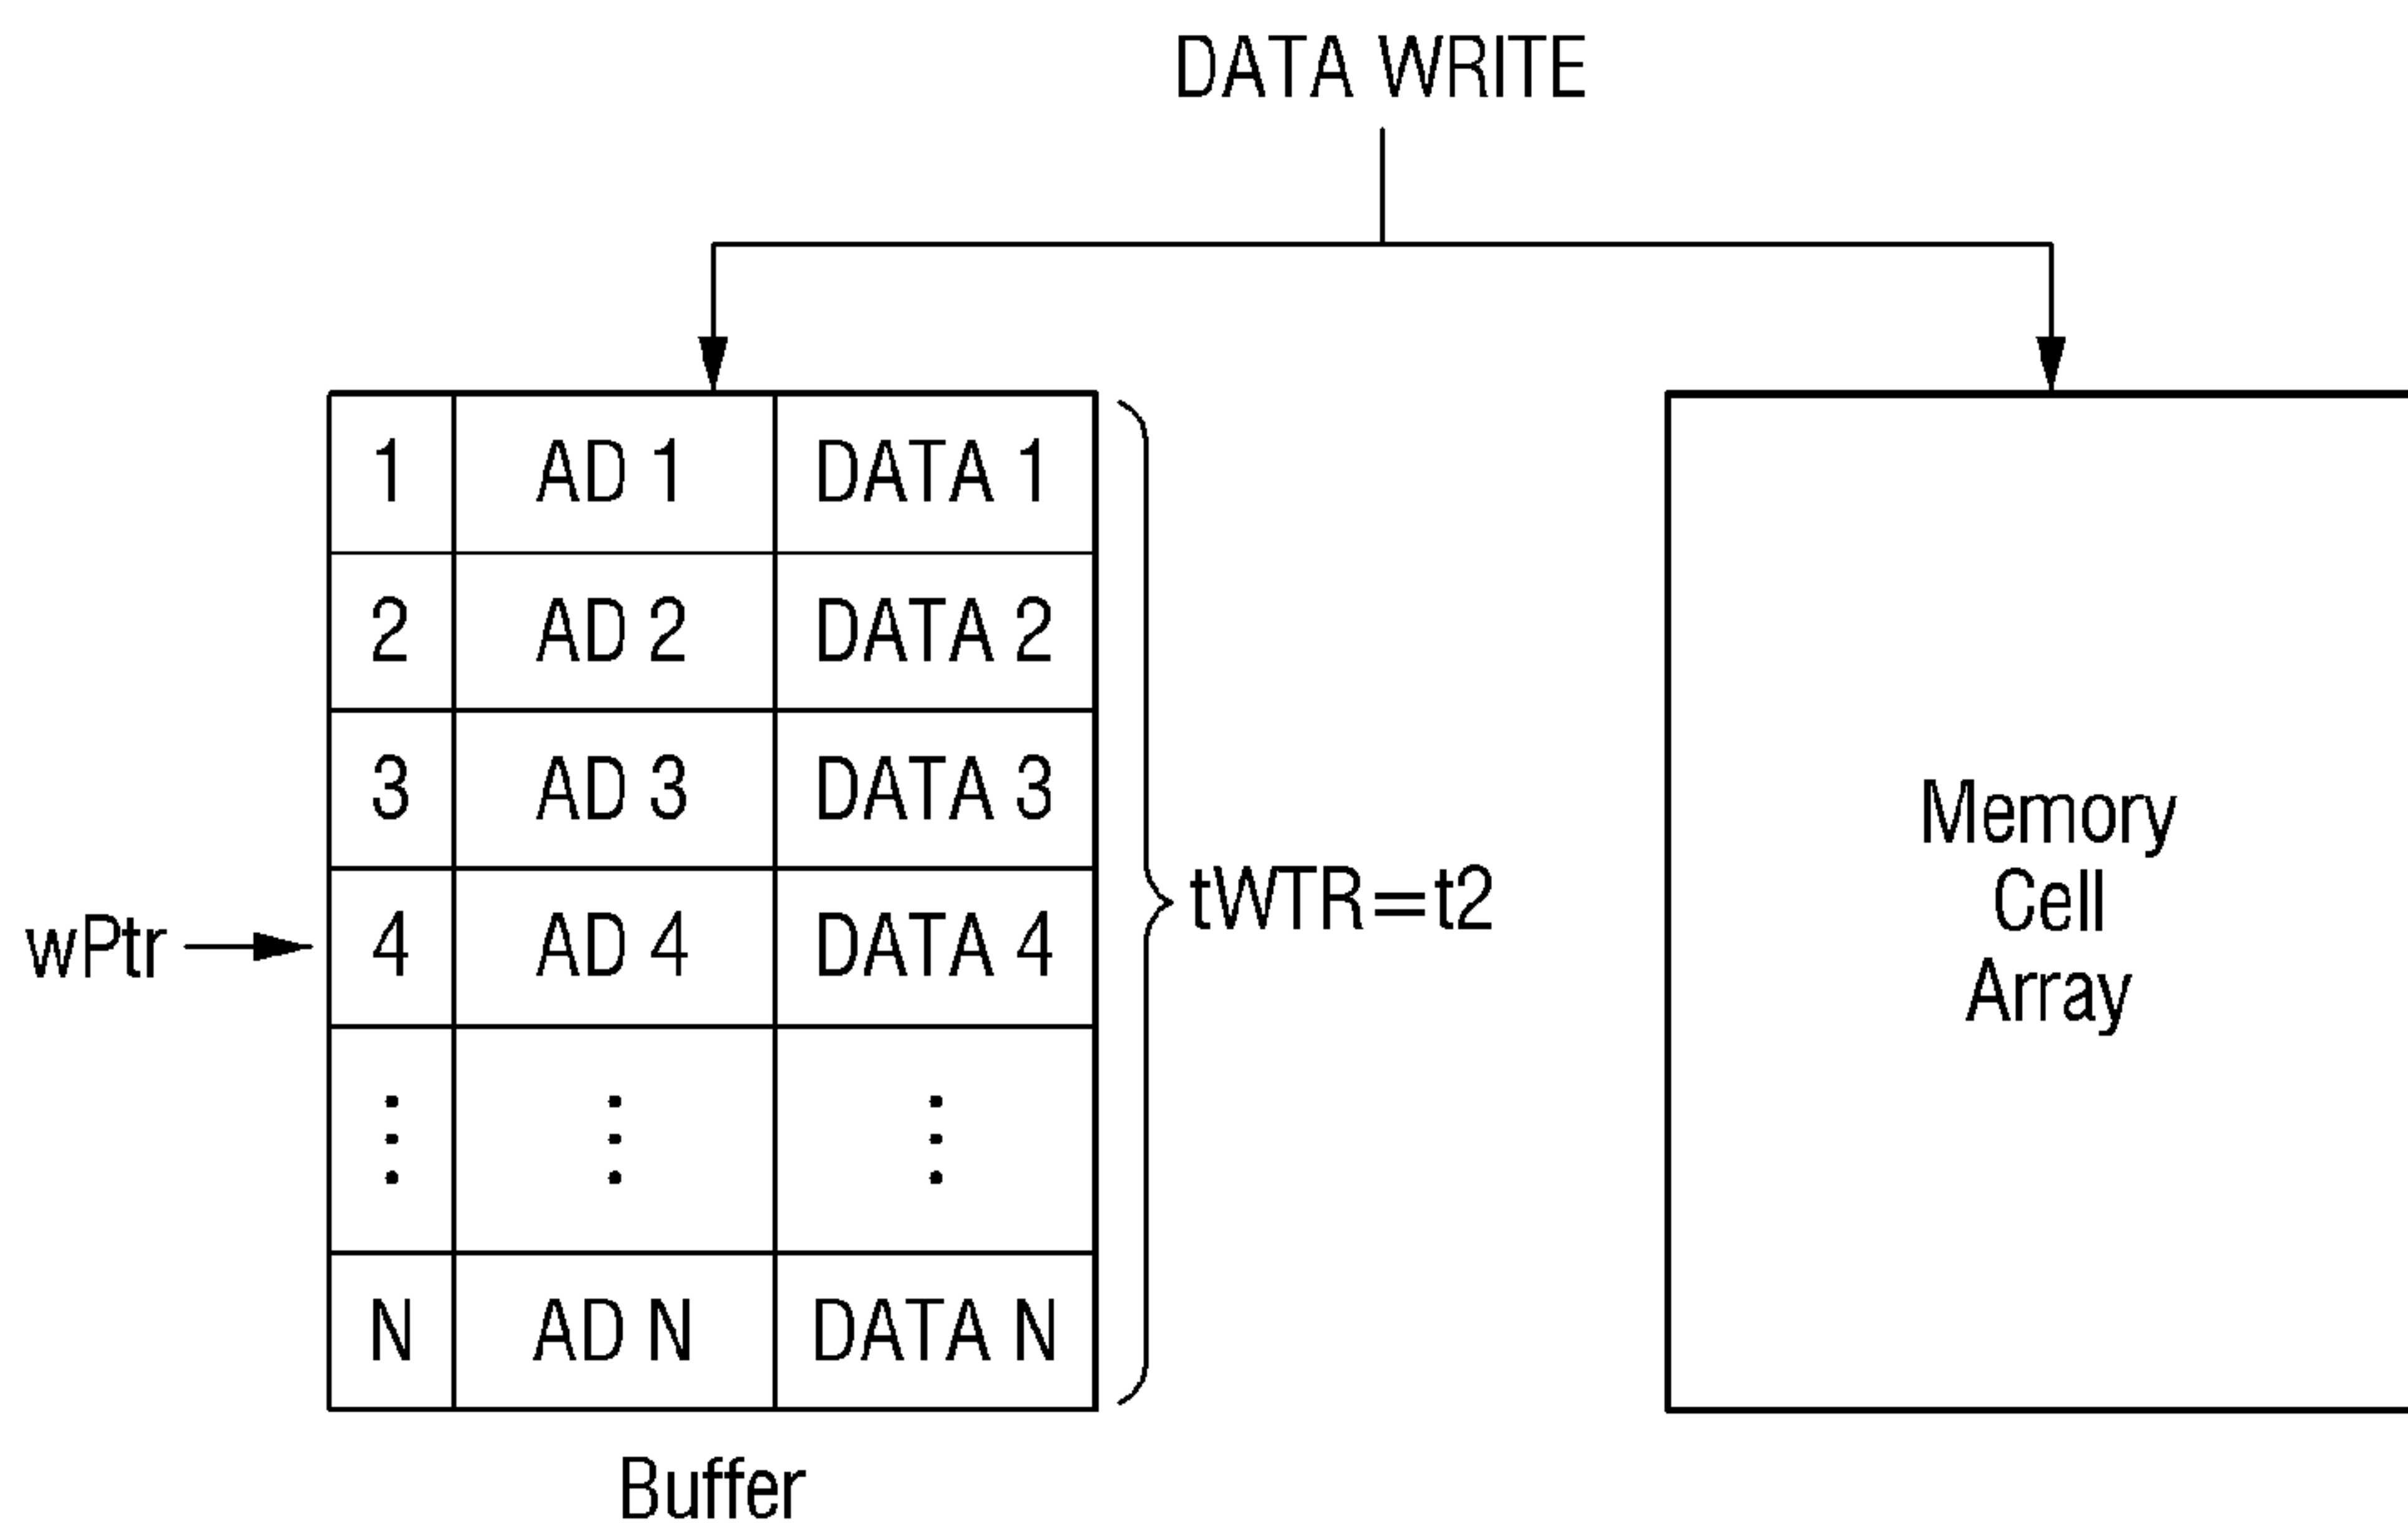 DATA WRITE
1 AD 1 DATA 1
2 AD 2 DATA 2
3 AD 3 DATA 3
wPtr 4 AD 4 DATA 4
N AD N DATA N
tWTR=t2
Buffer
Memory
Cell
Array